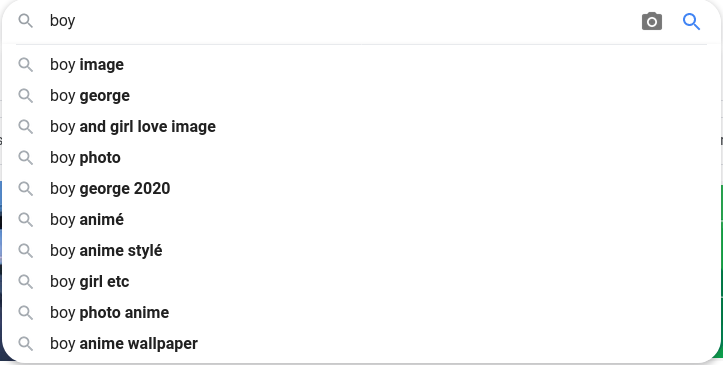 boy
boy image
boy george
boy and girl love image
boy photo
boy george 2020
boy animé
boy anime stylé
boy girl etc
boy photo anime
boy anime wallpaper